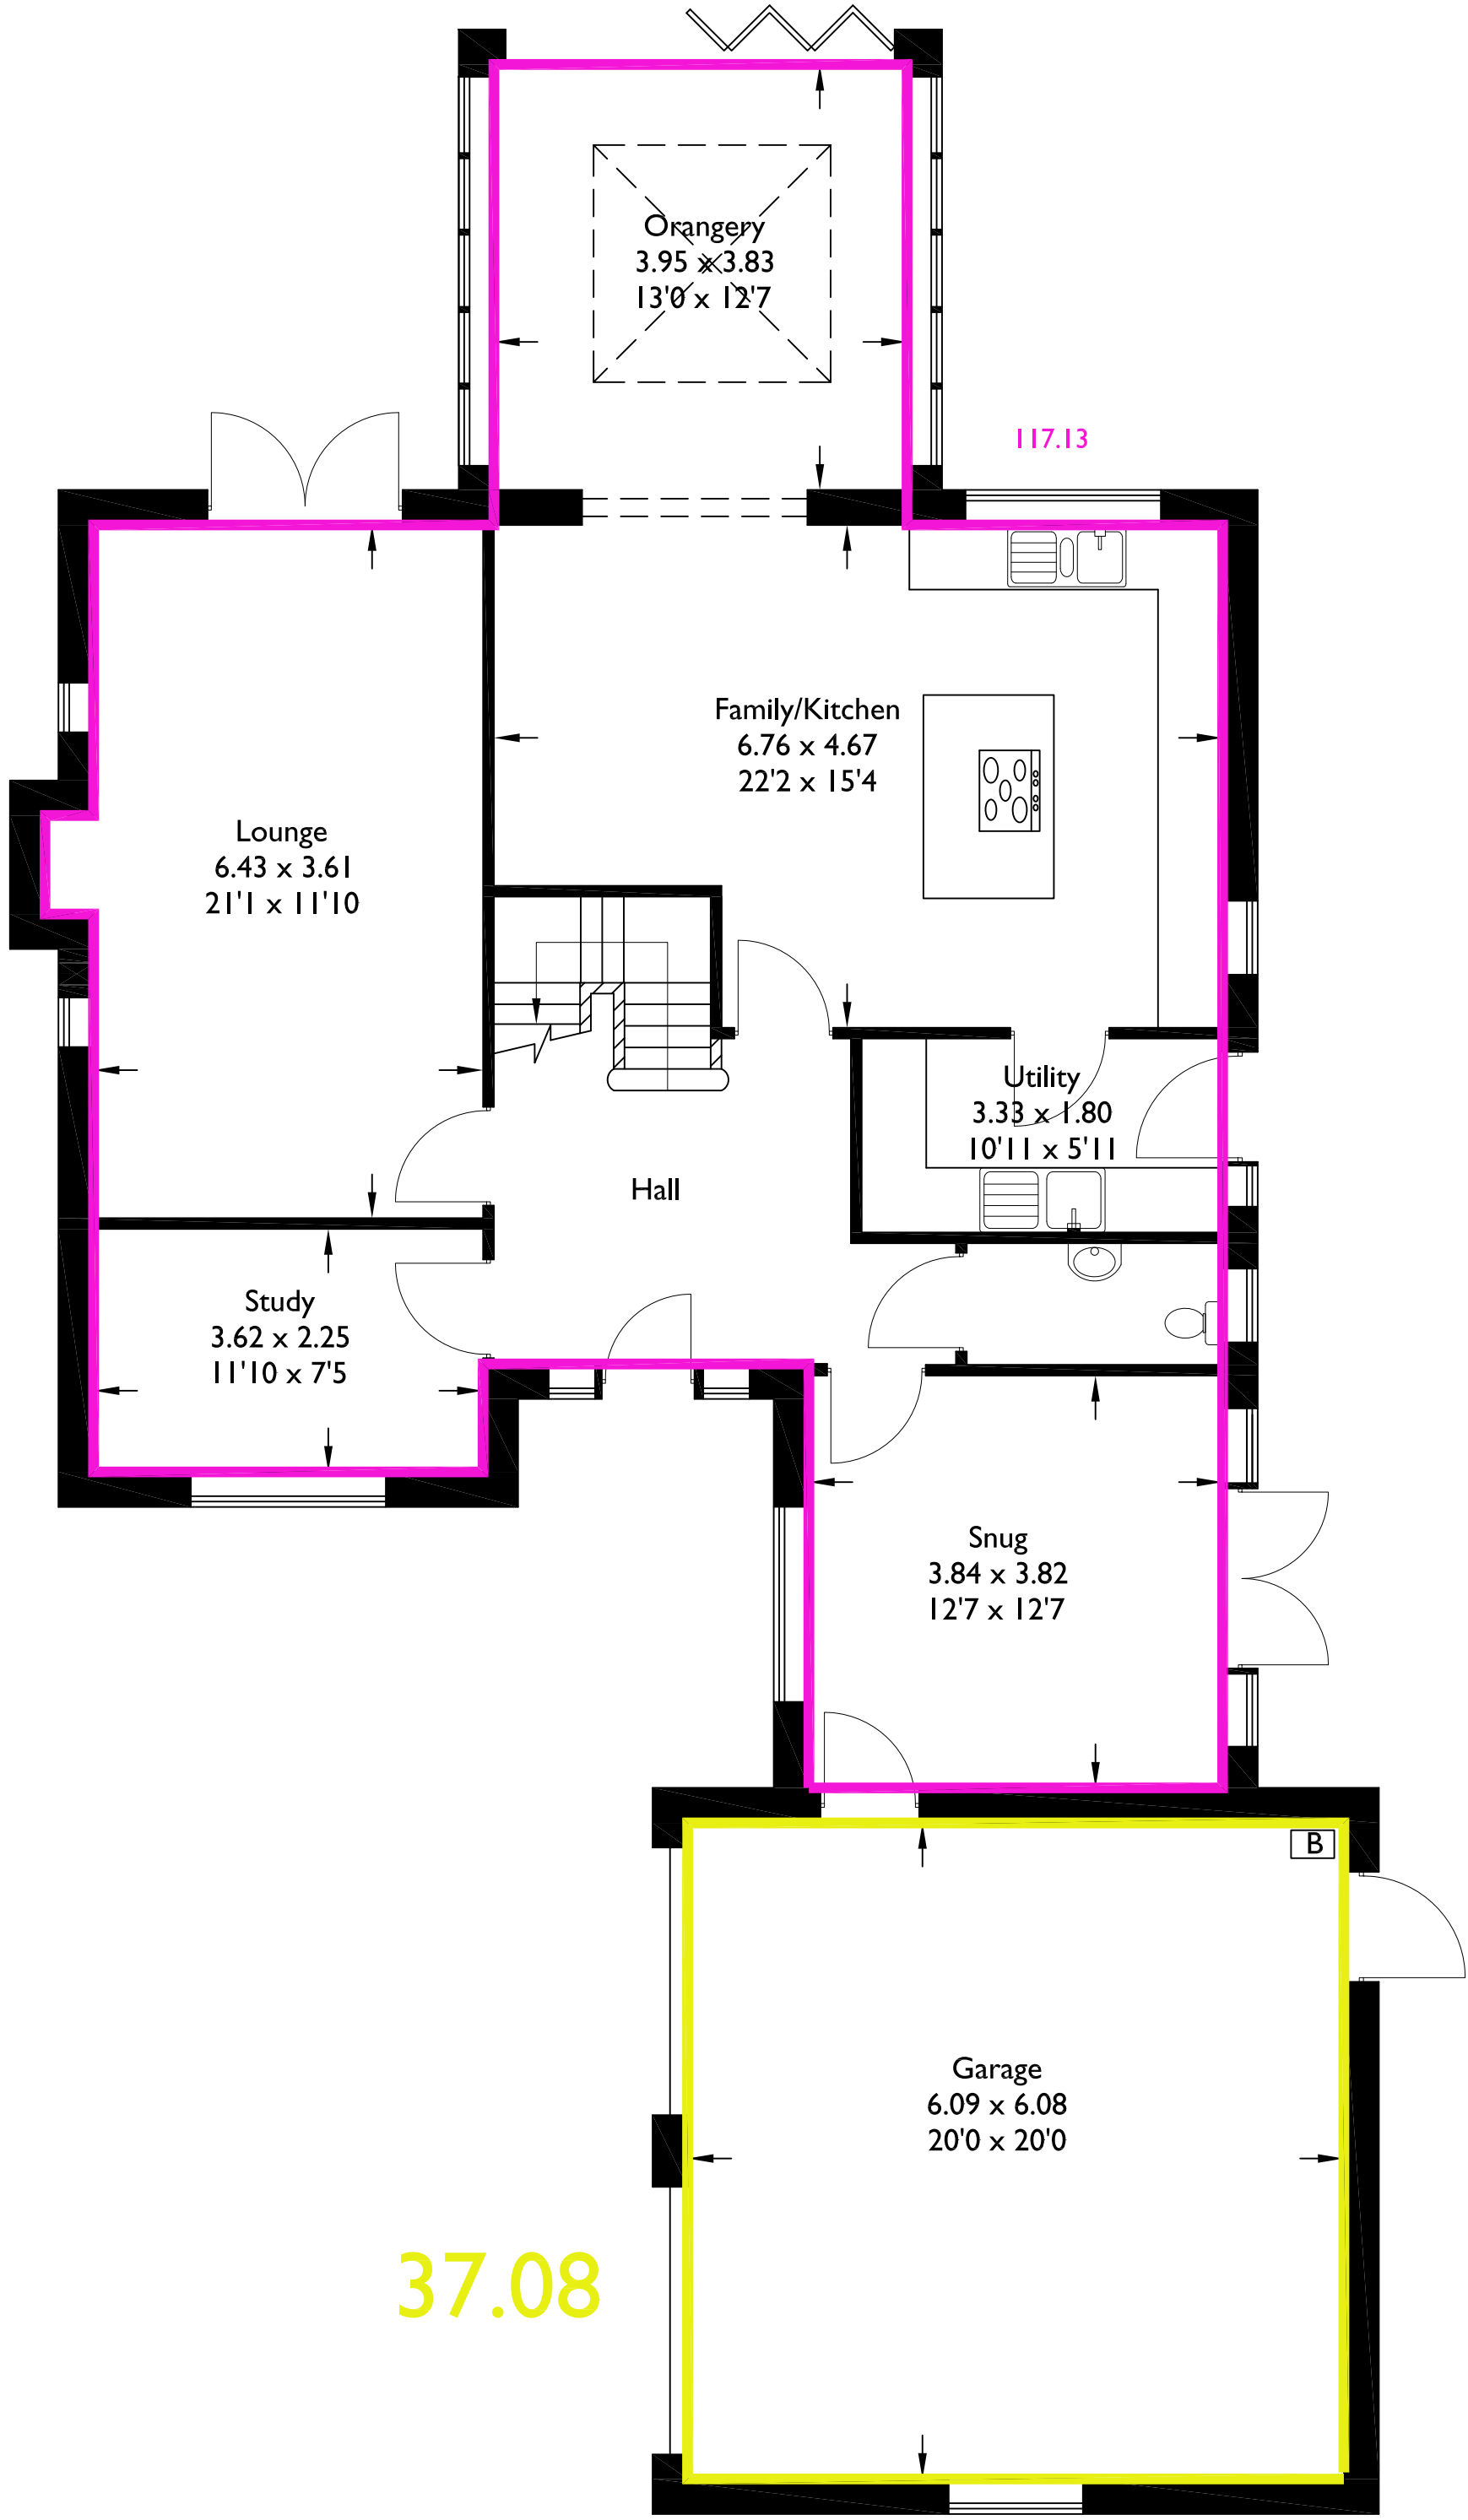 Orangery
3.95 x 3.83
13'0 x 12'7
117.13
Family/Kitchen
6.76 x 4.67
22'2 x 15'4
Lounge
6.43 x 3.61
21'1 x 11'10
Utility
3.33 x 1.80
10'11 x 5'11
Hall
Study
3.62 x 2.25
11'10 x 7'5
Snug
3.84 x 3.82
12'7 x 12'7
B
Garage
6.09 x 6.08
20'0 x 20'0
37.08